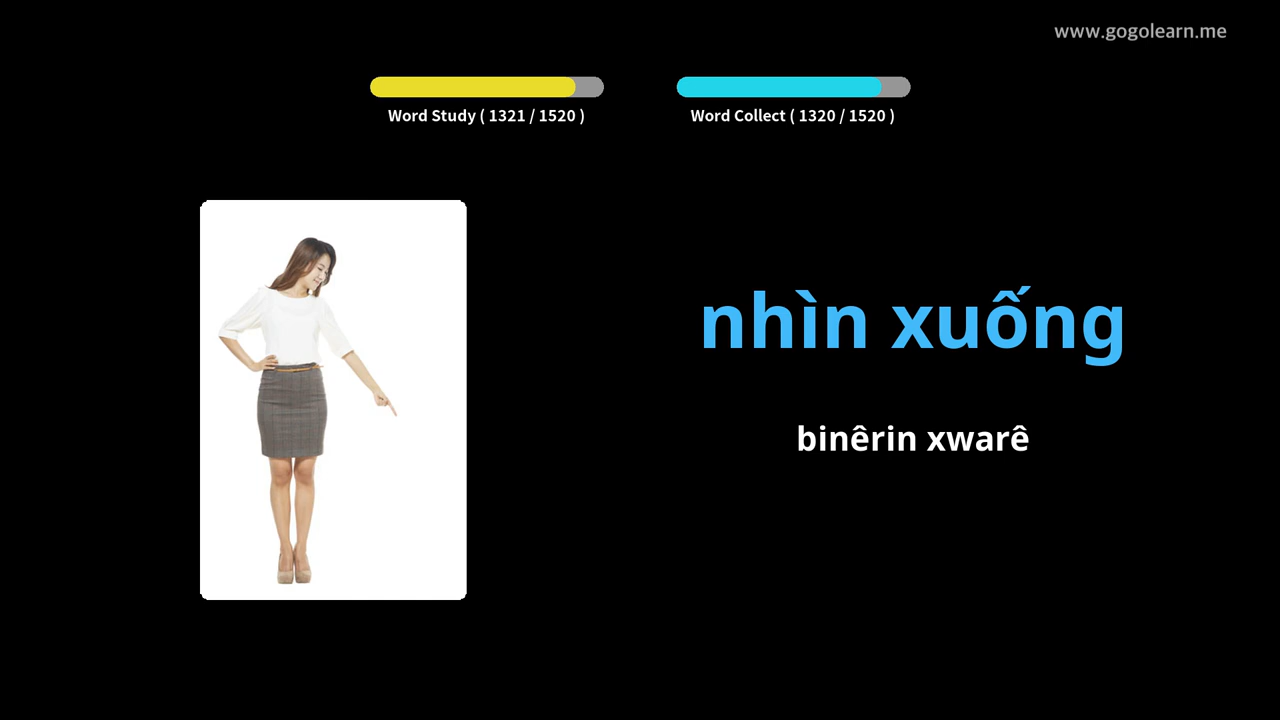 www.gogolearn.me
Word Study ( 1321 / 1520 )
Word Collect ( 1320 / 1520 )
nhìn xuống
binêrin xwarê